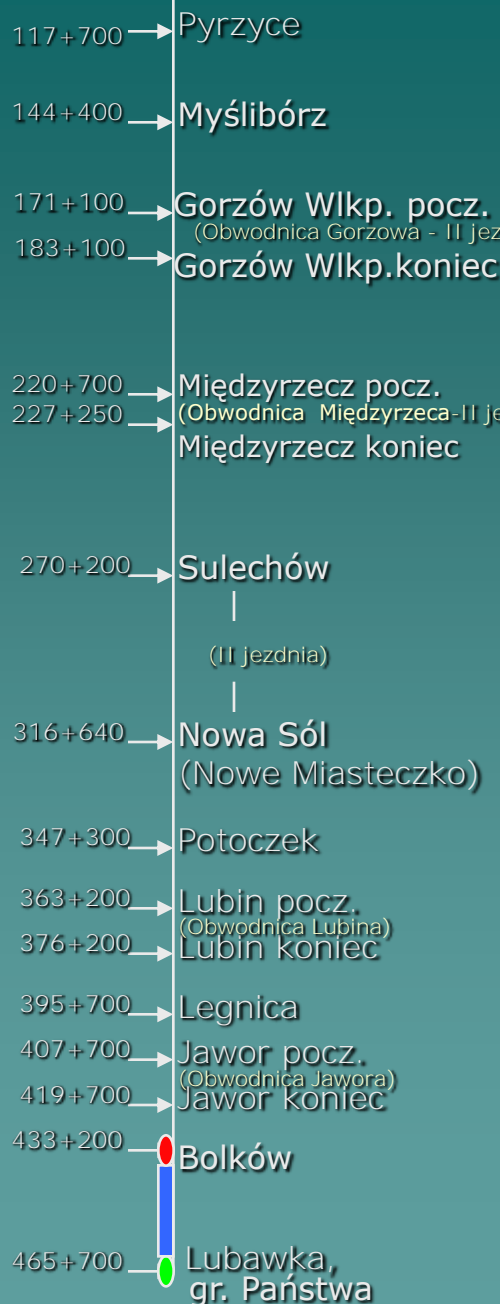 117+700 Pyrzyce
144+400 Myślibórz
171+100 Gorzów Wlkp. pocz.
(Obwodnica Gorzowa - II jez
183+100 Gorzów Wlkp.koniec
220+700 Międzyrzecz pocz.
227+250 (Obwodnica Międzyrzeca-II je
Międzyrzecz koniec
270+200 Sulechów
(II jezdnia)
316+640 Nowa Sól
(Nowe Miasteczko)
347+300 Potoczek
363+200 Lubin pocz.
(Obwodnica Lubina)
376+200 Lubin koniec
395+700 Legnica
407+700 Jawor pocz.
(Obwodnica Jawora)
419+700 Jawor koniec
433+200 Bolków
465+700 Lubawka,
gr. Państwa